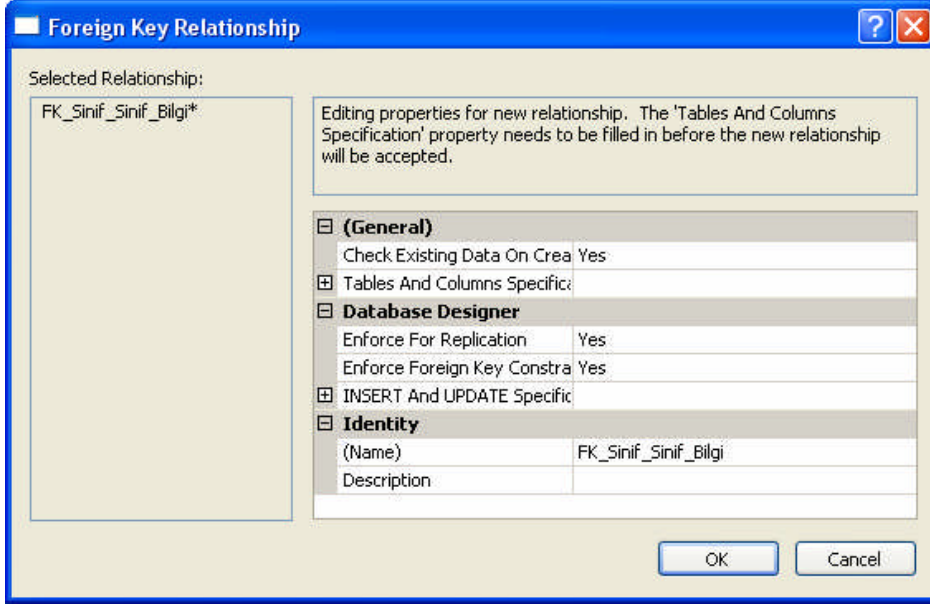 Foreign Key Relationship
Selected Relationship:
FK_Sinif_Sinif_Bilgi*
Editing properties for new relationship. The 'Tables And Columns
Specification' property needs to be filled in before the new relationship
will be accepted.
(General)
Check Existing Data On Crea Yes
Tables And Columns Specifica
Database Designer
Enforce For Replication Yes
Enforce Foreign Key Constra Yes
INSERT And UPDATE Specific
Identity
(Name) FK_Sinif_Sinif_Bilgi
Description
OK Cancel